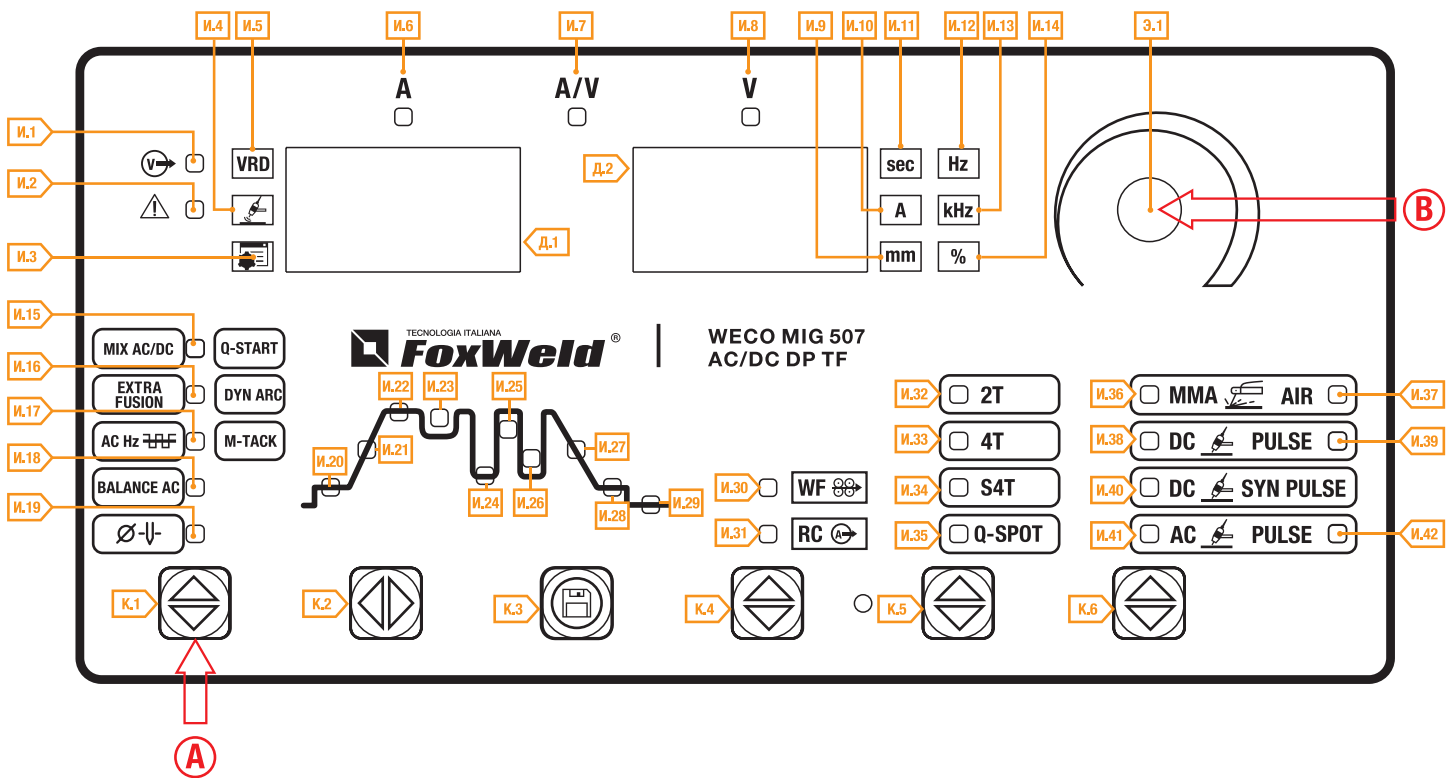 И.4 И.5 И.6 И.7 И.8 И.9 И.10 И.11 И.12 И.13 И.14 Э.1
A A/V V
И.1 V VRD Д.2 sec Hz
И.2 A kHz B
И.3 Д.1 mm %
И.15 MIX AC/DC Q-START
И.16 EXTRA FUSION DYN ARC
И.17 AC Hz M-TACK
И.18 BALANCE AC
И.19 Ø
TECNOLOGIA ITALIANA
FoxWeld ®
WECO MIG 507
AC/DC DP TF
И.22 И.23 И.25
И.20 И.21 И.24 И.26 И.27 И.28 И.29
И.30 WF
И.31 RC A
И.32 2T
И.33 4T
И.34 S4T
И.35 Q-SPOT
И.36 MMA AIR И.37
И.38 DC PULSE И.39
И.40 DC SYN PULSE
И.41 AC PULSE И.42
К.1 К.2 К.3 К.4 К.5 К.6
A